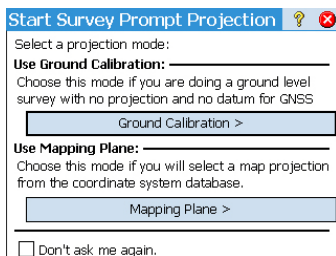 Start Survey Prompt Projection ?
Select a projection mode:
Use Ground Calibration:
Choose this mode if you are doing a ground level
survey with no projection and no datum for GNSS
Ground Calibration >
Use Mapping Plane:
Choose this mode if you will select a map projection
from the coordinate system database.
Mapping Plane >
Don't ask me again.